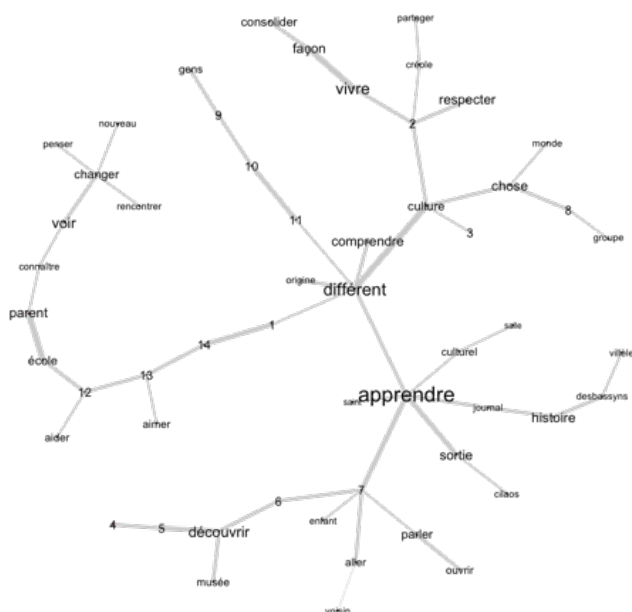 partager
consolider
façon
créole
gens
vivre
respecter
9
2
nouveau
monde
penser
10
changer
chose
culture
8
rencontrer
11
voir
3
groupe
comprendre
connaître
origine
différent
parent
1
sale
14
culturel
villèle
école
13
12
apprendre
desbassyns
saint
journal
histoire
aimer
aider
sortie
7
cilaos
6
enfant
4
5
découvrir
parler
aller
ouvrir
musée
voisin